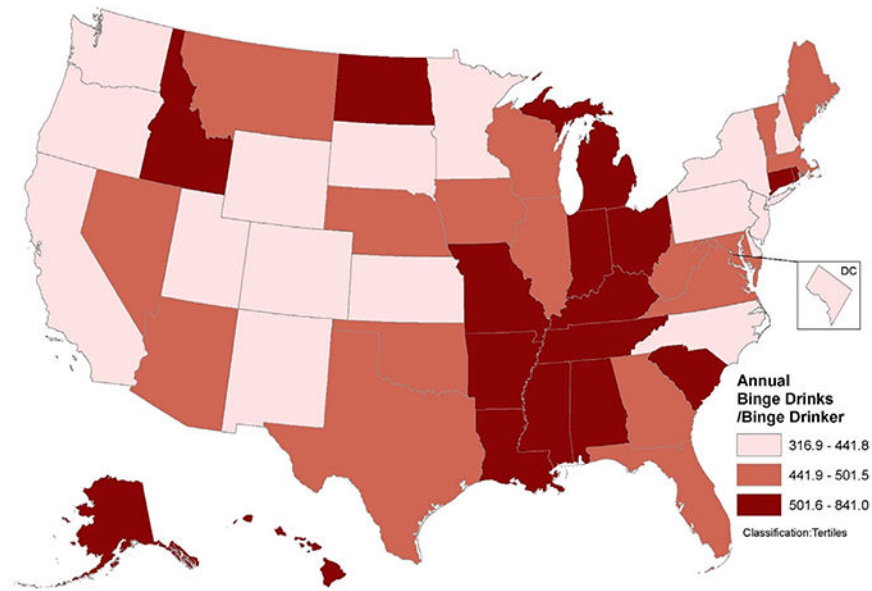 DC
Annual
Binge Drinks
/Binge Drinker
316.9 - 441.8
441.9 - 501.5
501.6 - 841.0
Classification:Tertiles